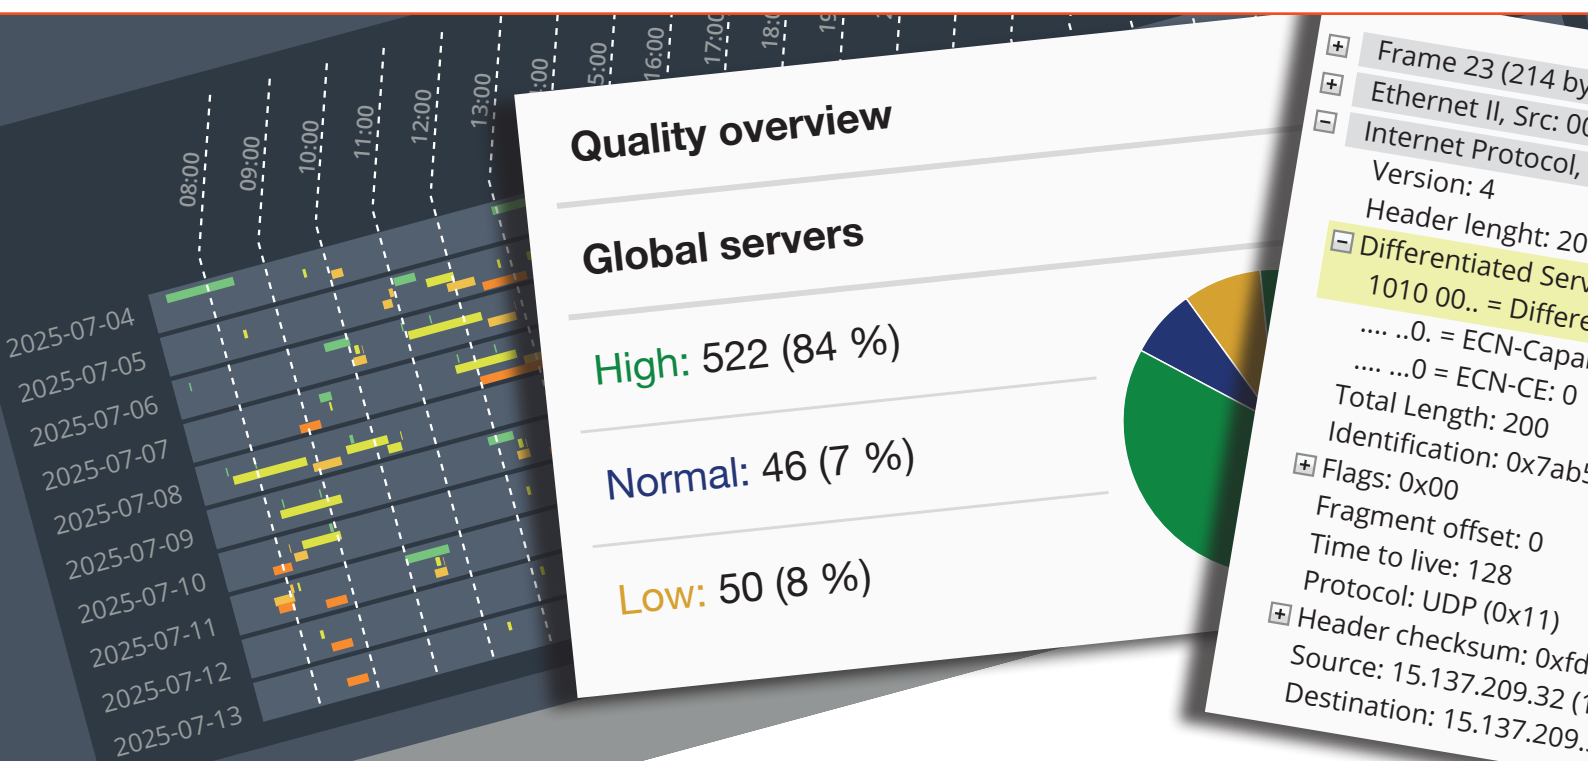 08:00
09:00
10:00
11:00
12:00
13:00
:00
5:00
16:00
17:00
18:0
19
2025-07-04
2025-07-05
2025-07-06
2025-07-07
2025-07-08
2025-07-09
2025-07-10
2025-07-11
2025-07-12
2025-07-13
Quality overview
Global servers
High: 522 (84 %)
Normal: 46 (7 %)
Low: 50 (8 %)
Frame 23 (214 by
Ethernet II, Src: 00
Internet Protocol,
Version: 4
Header lenght: 20
Differentiated Serv
1010 00.. = Differe
.... ..0. = ECN-Capa
.... ...0 = ECN-CE: 0
Total Length: 200
Identification: 0x7ab5
Flags: 0x00
Fragment offset: 0
Time to live: 128
Protocol: UDP (0x11)
Header checksum: 0xfd
Source: 15.137.209.32 (1
Destination: 15.137.209.